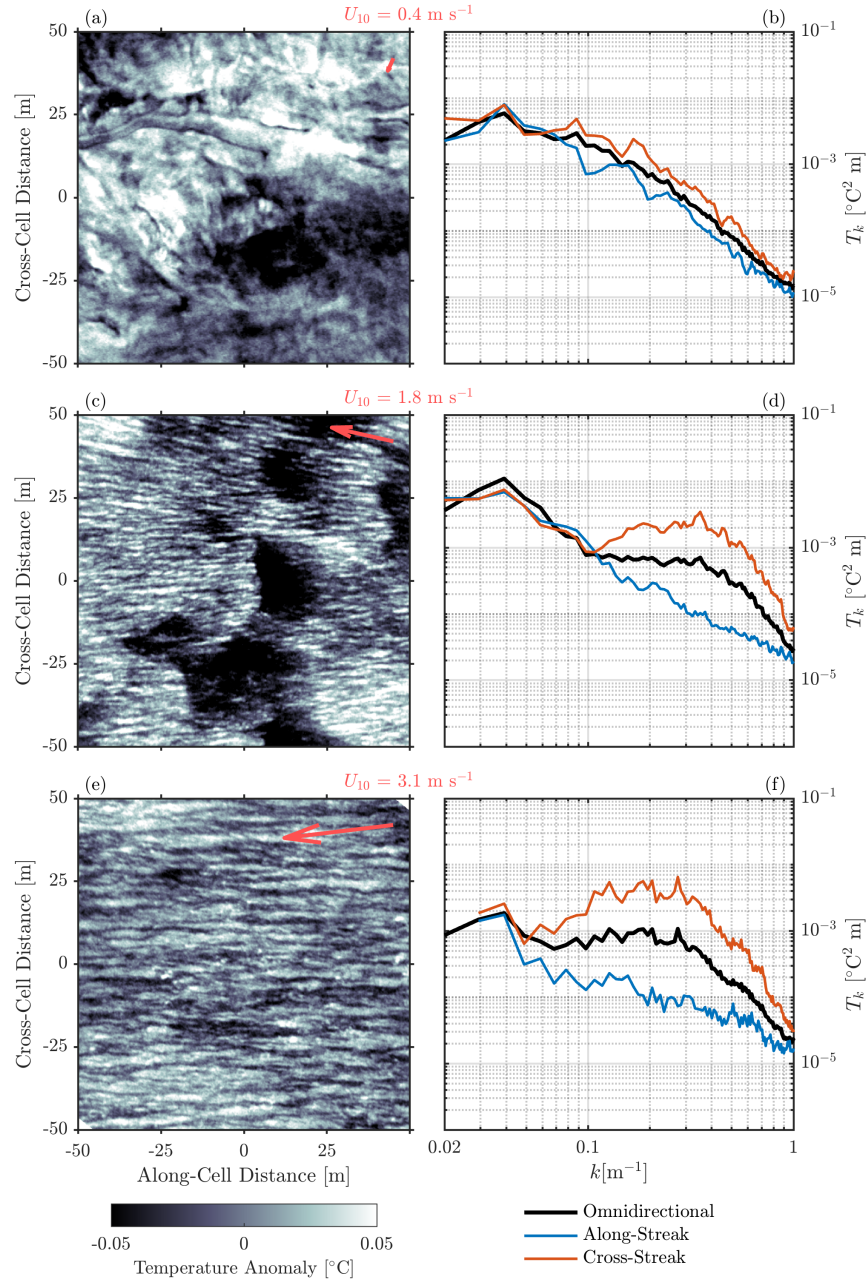 U₁₀ = 0.4 m s⁻¹
(a)
(b)
50
25
0
-25
-50
Cross-Cell Distance [m]
10⁻¹
10⁻³
10⁻⁵
Tₖ [°C² m]
U₁₀ = 1.8 m s⁻¹
(c)
(d)
50
25
0
-25
-50
Cross-Cell Distance [m]
10⁻¹
10⁻³
10⁻⁵
Tₖ [°C² m]
U₁₀ = 3.1 m s⁻¹
(e)
(f)
50
25
0
-25
-50
Cross-Cell Distance [m]
10⁻¹
10⁻³
10⁻⁵
Tₖ [°C² m]
-50
-25
0
25
Along-Cell Distance [m]
0.02
0.1
1
k[m⁻¹]
-0.05
0
0.05
Temperature Anomaly [°C]
Omnidirectional
Along-Streak
Cross-Streak